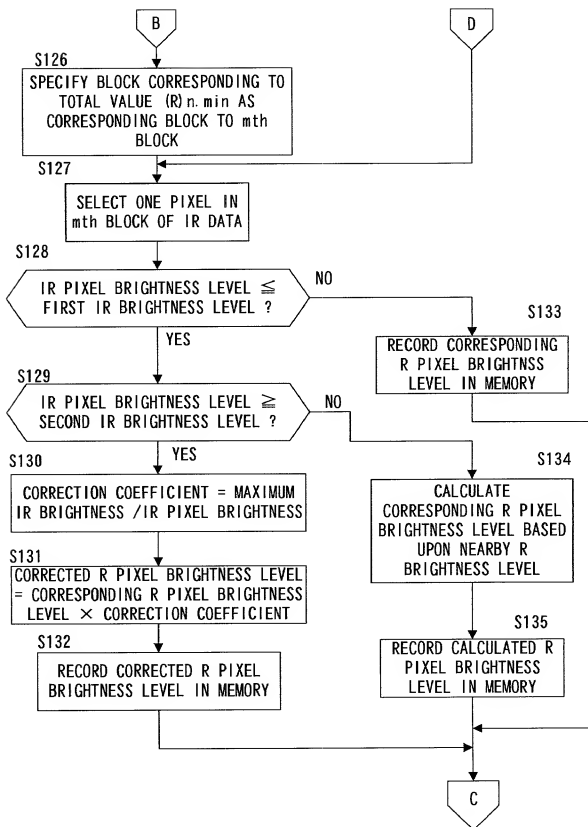 B
D
S126
SPECIFY BLOCK CORRESPONDING TO
TOTAL VALUE (R)n.min AS
CORRESPONDING BLOCK TO mth
BLOCK
S127
SELECT ONE PIXEL IN
mth BLOCK OF IR DATA
S128
IR PIXEL BRIGHTNESS LEVEL ≦
FIRST IR BRIGHTNESS LEVEL ?
NO
YES
S133
RECORD CORRESPONDING
R PIXEL BRIGHTNSS
LEVEL IN MEMORY
S129
IR PIXEL BRIGHTNESS LEVEL ≧
SECOND IR BRIGHTNESS LEVEL ?
NO
YES
S130
CORRECTION COEFFICIENT = MAXIMUM
IR BRIGHTNESS /IR PIXEL BRIGHTNESS
S134
CALCULATE
CORRESPONDING R PIXEL
BRIGHTNESS LEVEL BASED
UPON NEARBY R
BRIGHTNESS LEVEL
S131
CORRECTED R PIXEL BRIGHTNESS LEVEL
= CORRESPONDING R PIXEL BRIGHTNESS
LEVEL × CORRECTION COEFFICIENT
S132
RECORD CORRECTED R PIXEL
BRIGHTNESS LEVEL IN MEMORY
S135
RECORD CALCULATED R
PIXEL BRIGHTNESS
LEVEL IN MEMORY
C